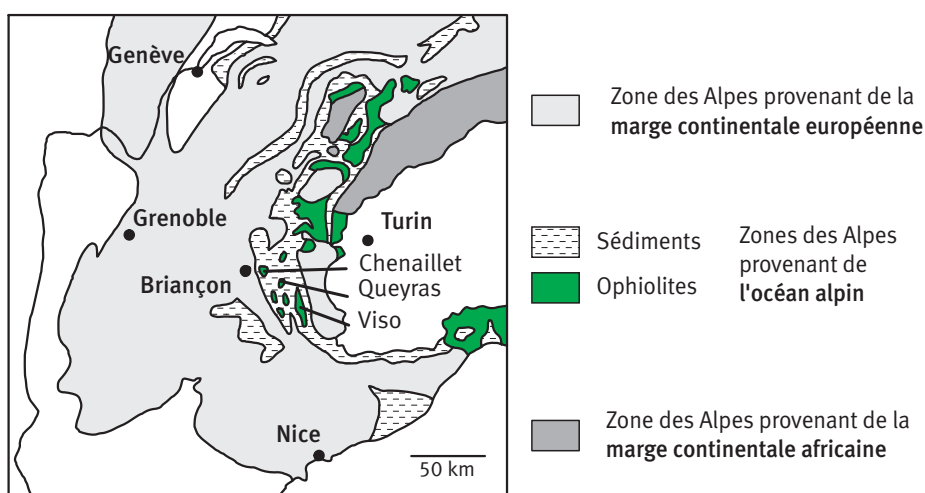 Genève
Grenoble
Turin
Briançon
Chenaillet
Queyras
Viso
Nice
50 km
Zone des Alpes provenant de la
marge continentale européenne
Sédiments
Ophiolites
Zones des Alpes
provenant de
l'océan alpin
Zone des Alpes provenant de la
marge continentale africaine